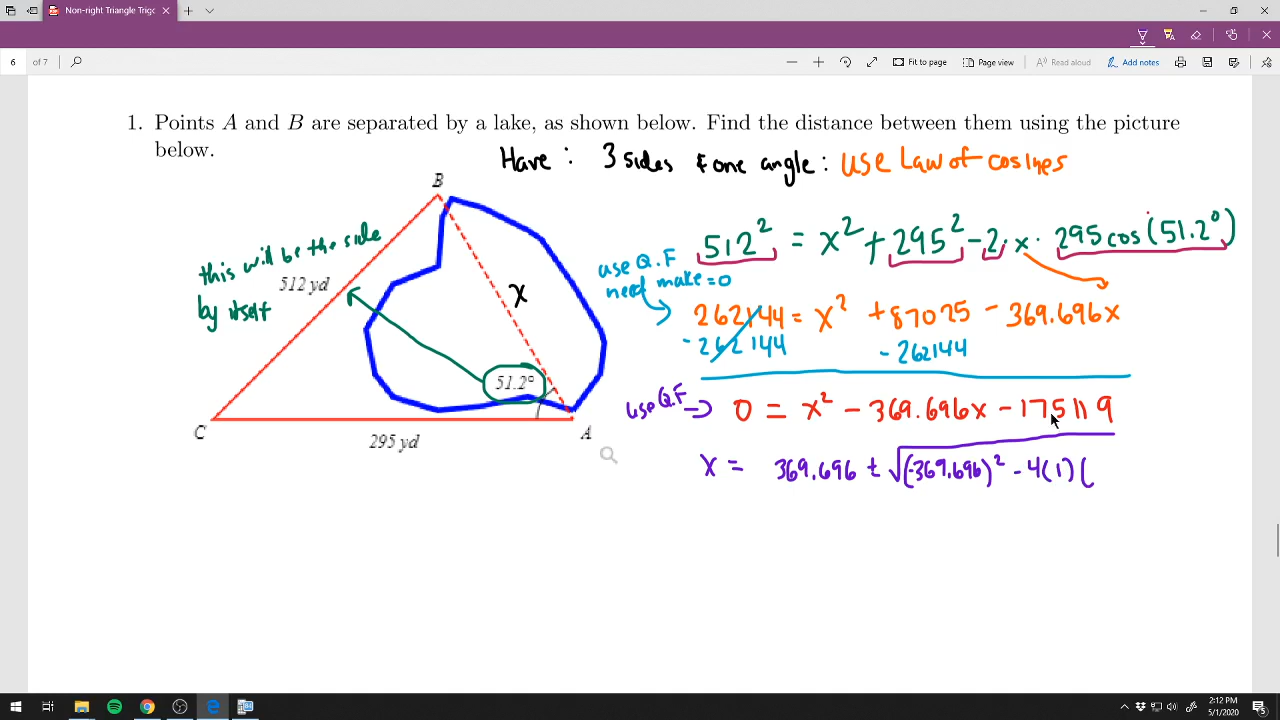 Non-right Triangle Trigo
6 of 7
Fit to page
Page view
Read aloud
Add notes
1. Points A and B are separated by a lake, as shown below. Find the distance between them using the picture
below.
Have : 3 sides & one angle : use Law of cosines
B
this will be the side
by itself
512 yd
x
51.2°
C
295 yd
A
512² = x² + 295² - 2 · x · 295 cos(51.2°)
use Q.F
need make = 0
262144 = x² + 87025 - 369.696x
- 262144 - 262144
use Q.F → 0 = x² - 369.696x - 175119
x = 369.696 ± √(-369.696)² - 4(1)(
2:12 PM
5/1/2020